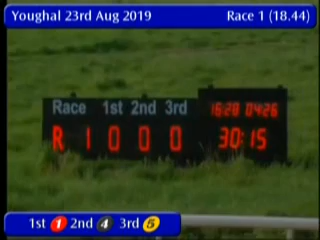 Youghal 23rd Aug 2019 Race 1 (18.44)
Race 1st 2nd 3rd 16:28 04:26
R 1 0 0 0 30:15
1st 1 2nd 4 3rd 5